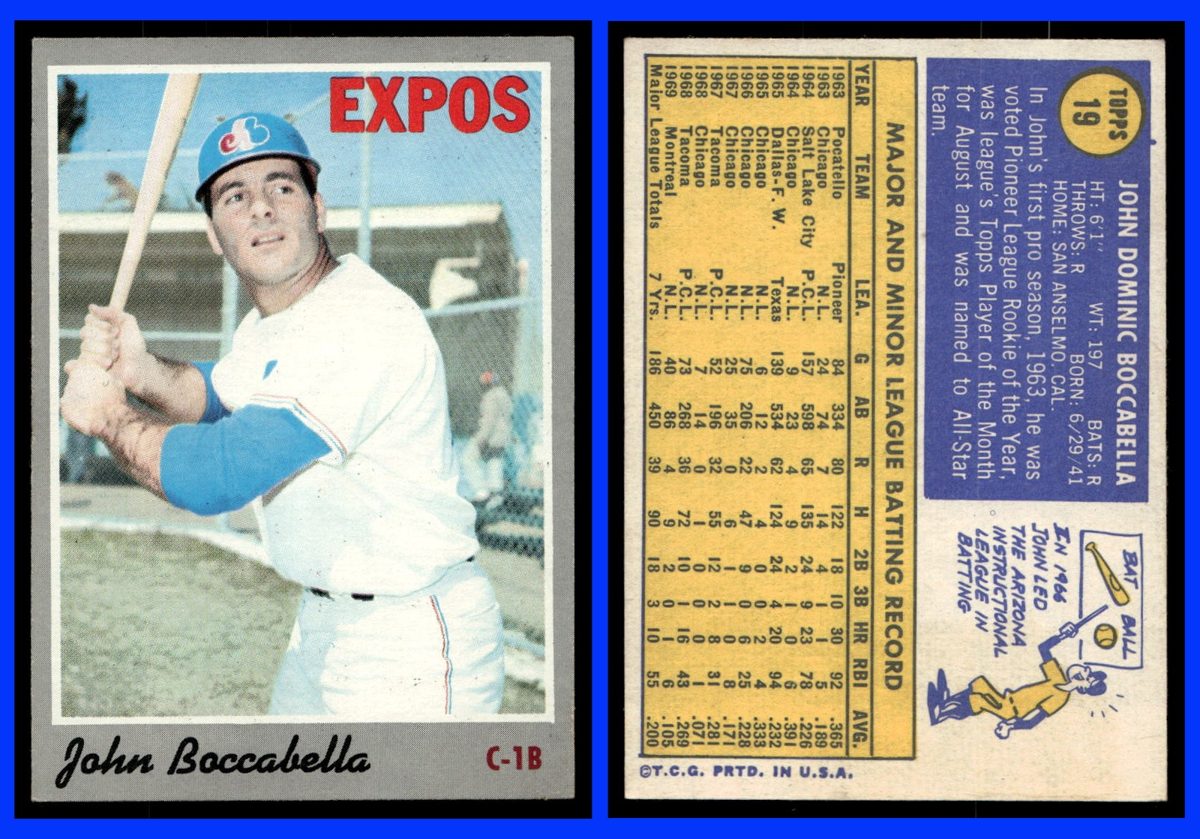 EXPOS
e
John Boccabella
C-1B
TOPPS
19
JOHN DOMINIC BOCCABELLA
HT: 6'1" WT: 197 BATS: R
THROWS: R BORN: 6/29/41
HOME: SAN ANSELMO, CAL.
In John's first pro season, 1963, he was
voted Pioneer League Rookie of the Year,
was league's Topps Player of the Month
for August and was named to All-Star
team.
BAT BALL
IN 1966
JOHN LED
THE ARIZONA
INSTRUCTIONAL
LEAGUE IN
BATTING
MAJOR AND MINOR LEAGUE BATTING RECORD
YEAR TEAM LEA. G AB R H 2B 3B HR RBI AVG.
1963 Pocatello Pioneer 84 334 80 122 18 10 30 92 .365
1963 Chicago N.L. 24 74 7 14 4 1 1 5 .189
1964 Salt Lake City P.C.L. 157 598 65 135 24 9 23 78 .226
1964 Chicago N.L. 9 23 4 9 2 1 0 6 .391
1965 Dallas-F. W. Texas 139 534 62 124 24 4 20 94 .232
1965 Chicago N.L. 6 12 2 4 0 0 2 4 .333
1966 Chicago N.L. 75 206 22 47 9 0 6 25 .228
1967 Chicago N.L. 25 35 0 6 1 1 0 8 .171
1967 Tacoma P.C.L. 52 196 32 55 12 2 8 31 .281
1968 Chicago N.L. 7 14 0 1 0 0 0 1 .071
1968 Tacoma P.C.L. 73 268 36 72 10 1 16 43 .269
1969 Montreal N.L. 40 86 4 9 2 0 1 6 .105
Major League Totals 7 Yrs. 186 450 39 90 18 3 10 55 .200
©T.C.G. PRTD. IN U.S.A.